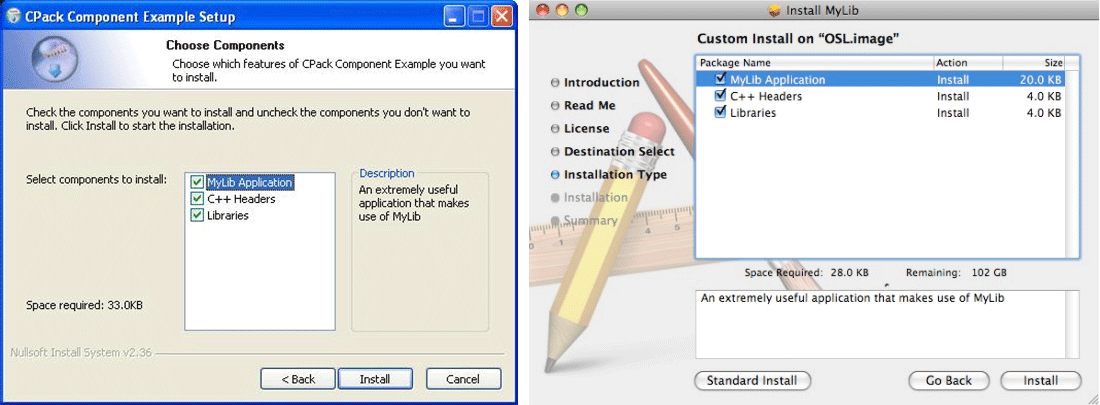 CPack Component Example Setup
Choose Components
Choose which features of CPack Component Example you want
to install.
Check the components you want to install and uncheck the components you don't want to
install. Click Install to start the installation.
Select components to install:
MyLib Application
C++ Headers
Libraries
Description
An extremely useful
application that makes
use of MyLib
Space required: 33.0KB
Nullsoft Install System v2.36
< Back
Install
Cancel
Install MyLib
Custom Install on “OSL.image”
Introduction
Read Me
License
Destination Select
Installation Type
Installation
Summary
Package Name Action Size
MyLib Application Install 20.0 KB
C++ Headers Install 4.0 KB
Libraries Install 4.0 KB
Space Required: 28.0 KB Remaining: 102 GB
An extremely useful application that makes use of MyLib
Standard Install
Go Back
Install